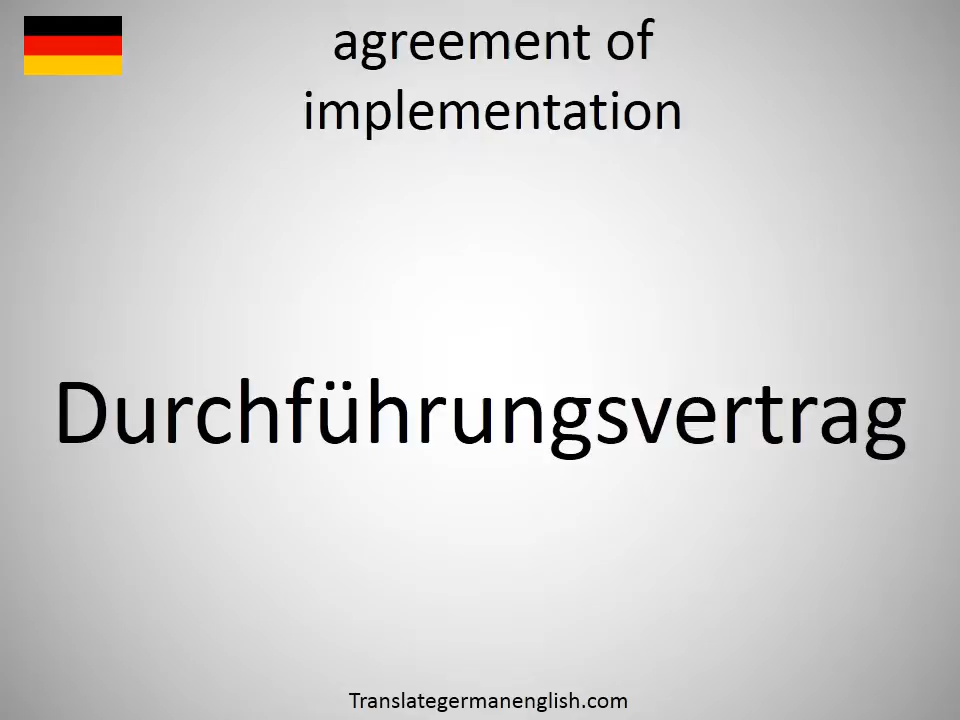 agreement of
implementation
Durchführungsvertrag
Translategermanenglish.com